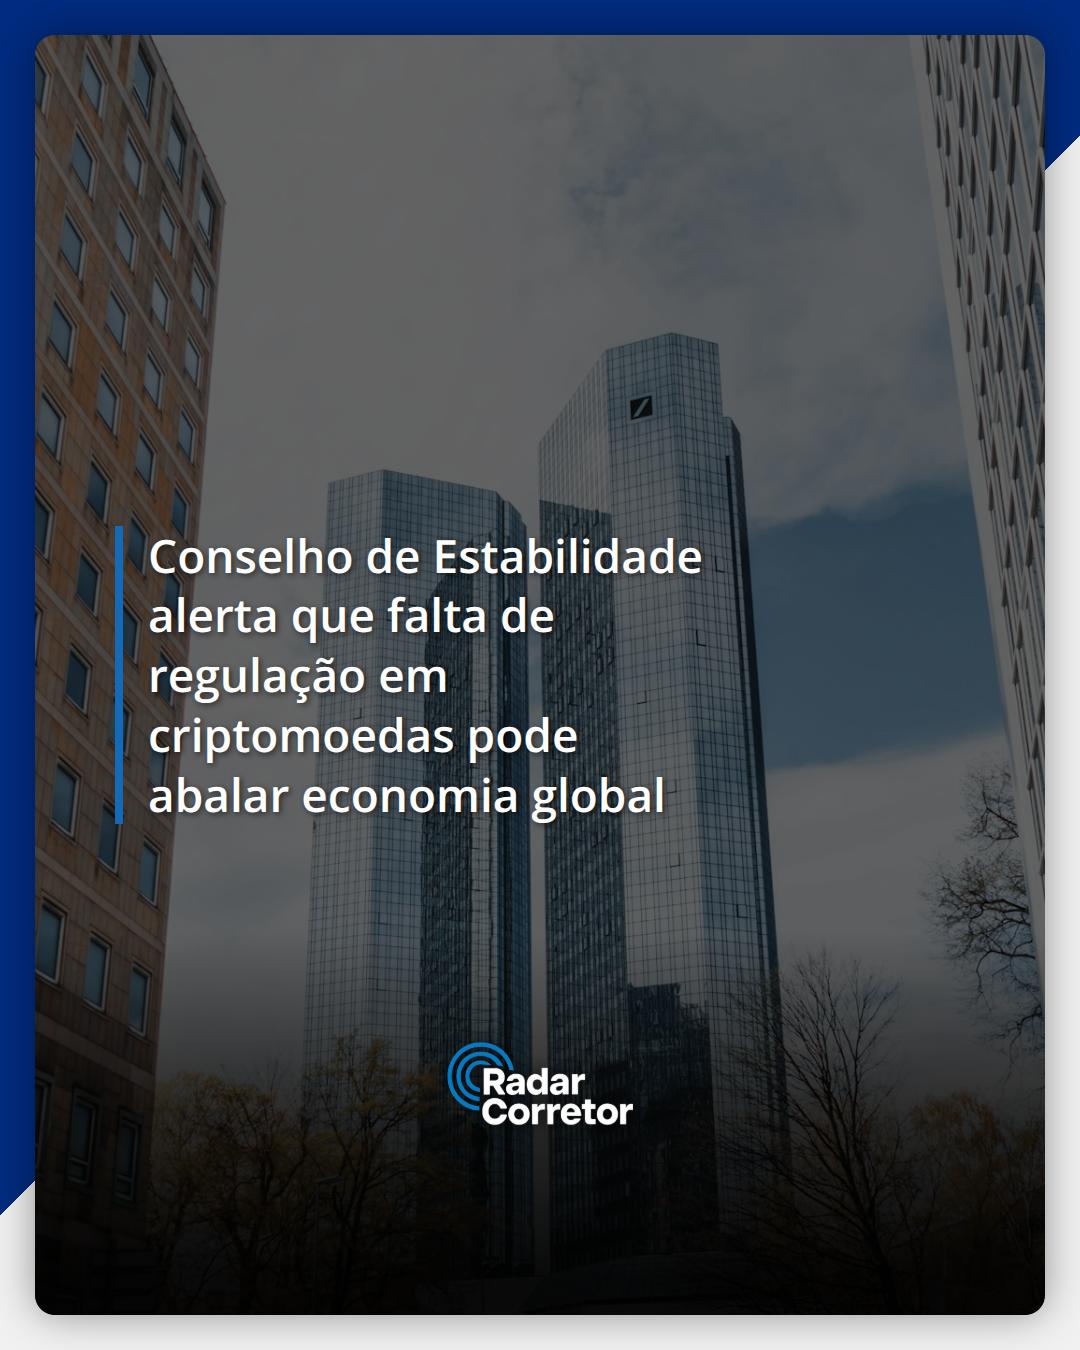 Conselho de Estabilidade
alerta que falta de
regulação em
criptomoedas pode
abalar economia global
Radar
Corretor